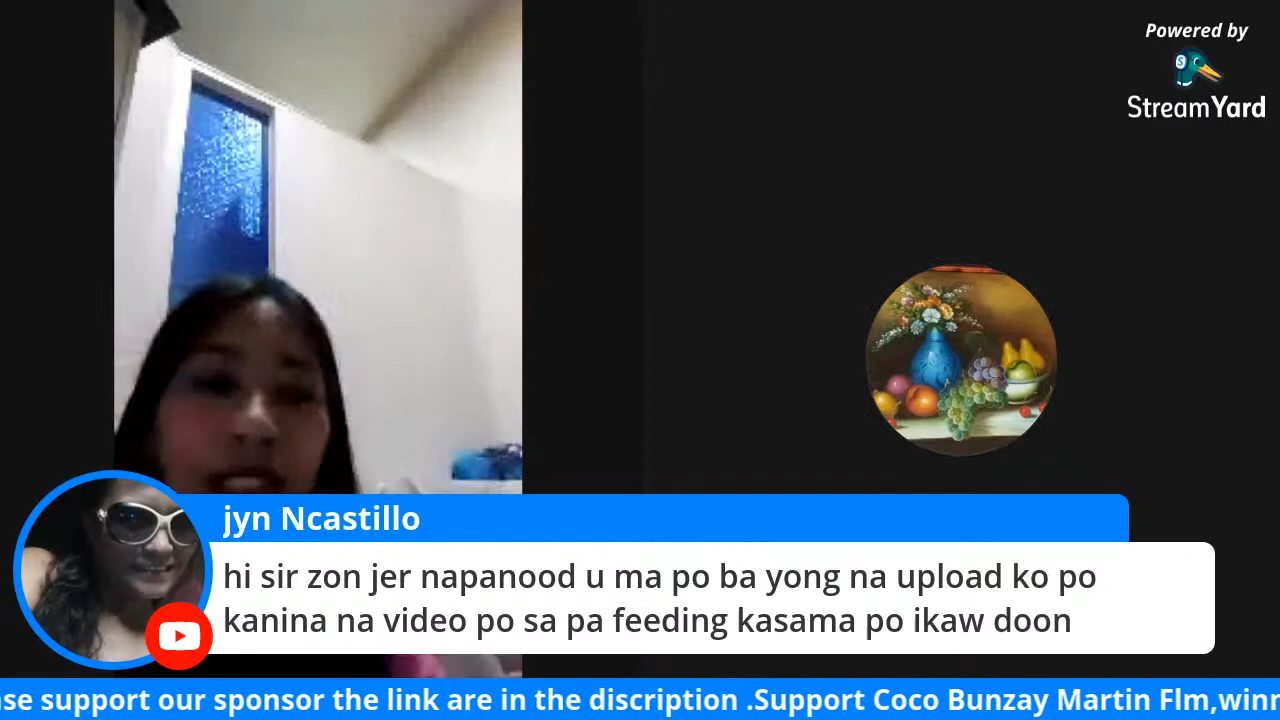 Powered by
StreamYard
jyn Ncastillo
hi sir zon jer napanood u ma po ba yong na upload ko po
kanina na video po sa pa feeding kasama po ikaw doon
support our sponsor the link are in the discription .Support Coco Bunzay Martin Flm,